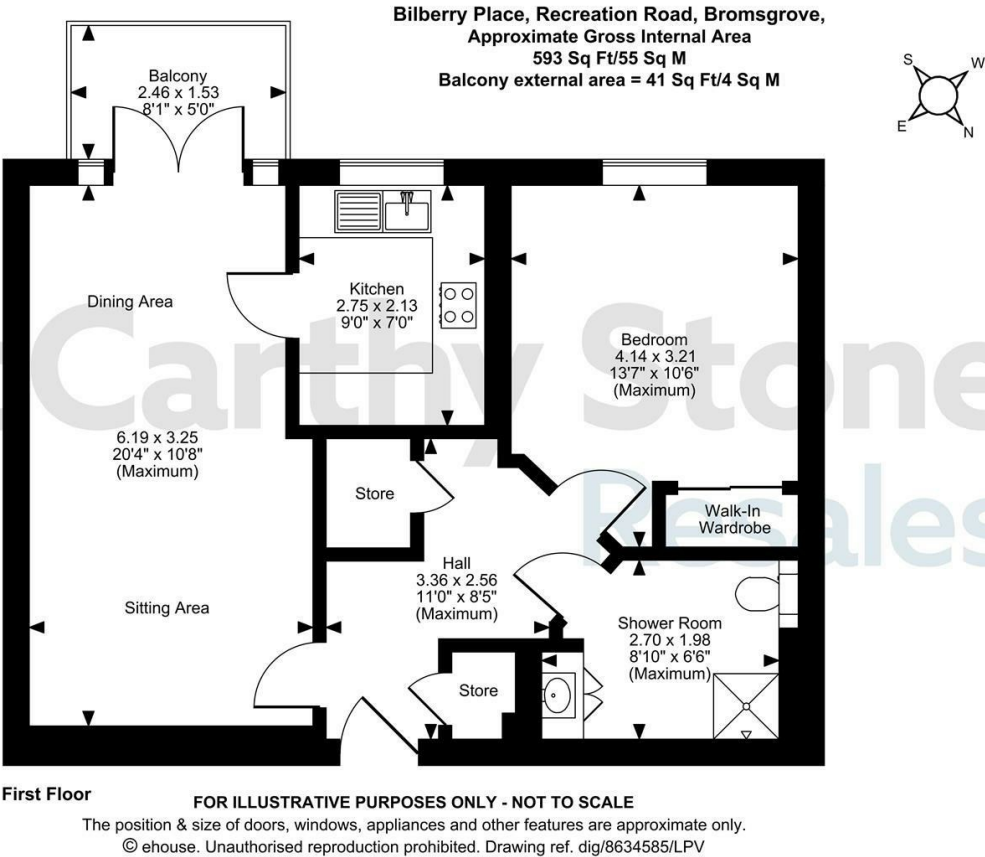 Bilberry Place, Recreation Road, Bromsgrove,
Approximate Gross Internal Area
593 Sq Ft/55 Sq M
Balcony external area = 41 Sq Ft/4 Sq M
S
W
E
N
Balcony
2.46 x 1.53
8'1" x 5'0"
Dining Area
Kitchen
2.75 x 2.13
9'0" x 7'0"
Bedroom
4.14 x 3.21
13'7" x 10'6"
(Maximum)
6.19 x 3.25
20'4" x 10'8"
(Maximum)
Store
Walk-In
Wardrobe
Hall
3.36 x 2.56
11'0" x 8'5"
(Maximum)
Sitting Area
Shower Room
2.70 x 1.98
8'10" x 6'6"
(Maximum)
Store
Carthy Stone
Resales
First Floor
FOR ILLUSTRATIVE PURPOSES ONLY - NOT TO SCALE
The position & size of doors, windows, appliances and other features are approximate only.
© ehouse. Unauthorised reproduction prohibited. Drawing ref. dig/8634585/LPV